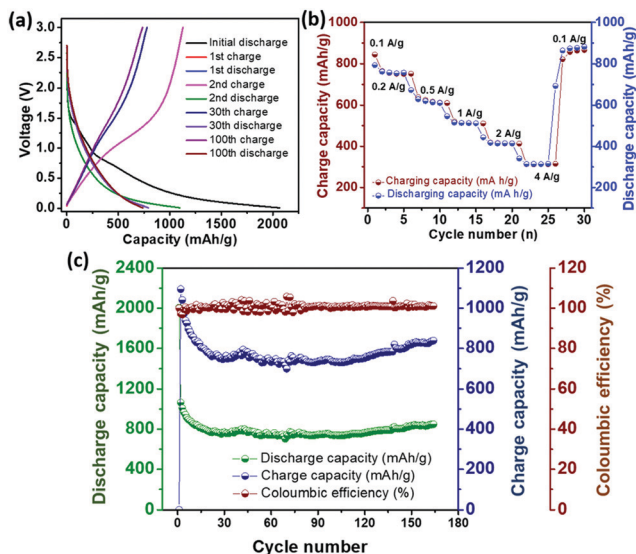 (a)
3.0
2.5
2.0
1.5
1.0
0.5
0.0
Voltage (V)
Initial discharge
1st charge
1st discharge
2nd charge
2nd discharge
30th charge
30th discharge
100th charge
100th discharge
0 500 1000 1500 2000
Capacity (mAh/g)
(b)
1000
800
600
400
200
Charge capacity (mAh/g)
0.1 A/g
0.2 A/g
0.5 A/g
1 A/g
2 A/g
4 A/g
0.1 A/g
Charging capacity (mA h/g)
Discharging capacity (mA h/g)
0 5 10 15 20 25 30
Cycle number (n)
1000
800
600
400
200
Discharge capacity (mAh/g)
(c)
2400
2000
1600
1200
800
400
0
Discharge capacity (mAh/g)
Discharge capacity (mAh/g)
Charge capacity (mAh/g)
Coloumbic efficiency (%)
0 30 60 90 120 150 180
Cycle number
1200
1000
800
600
400
200
0
Charge capacity (mAh/g)
120
100
80
60
40
20
0
Coloumbic efficiency (%)